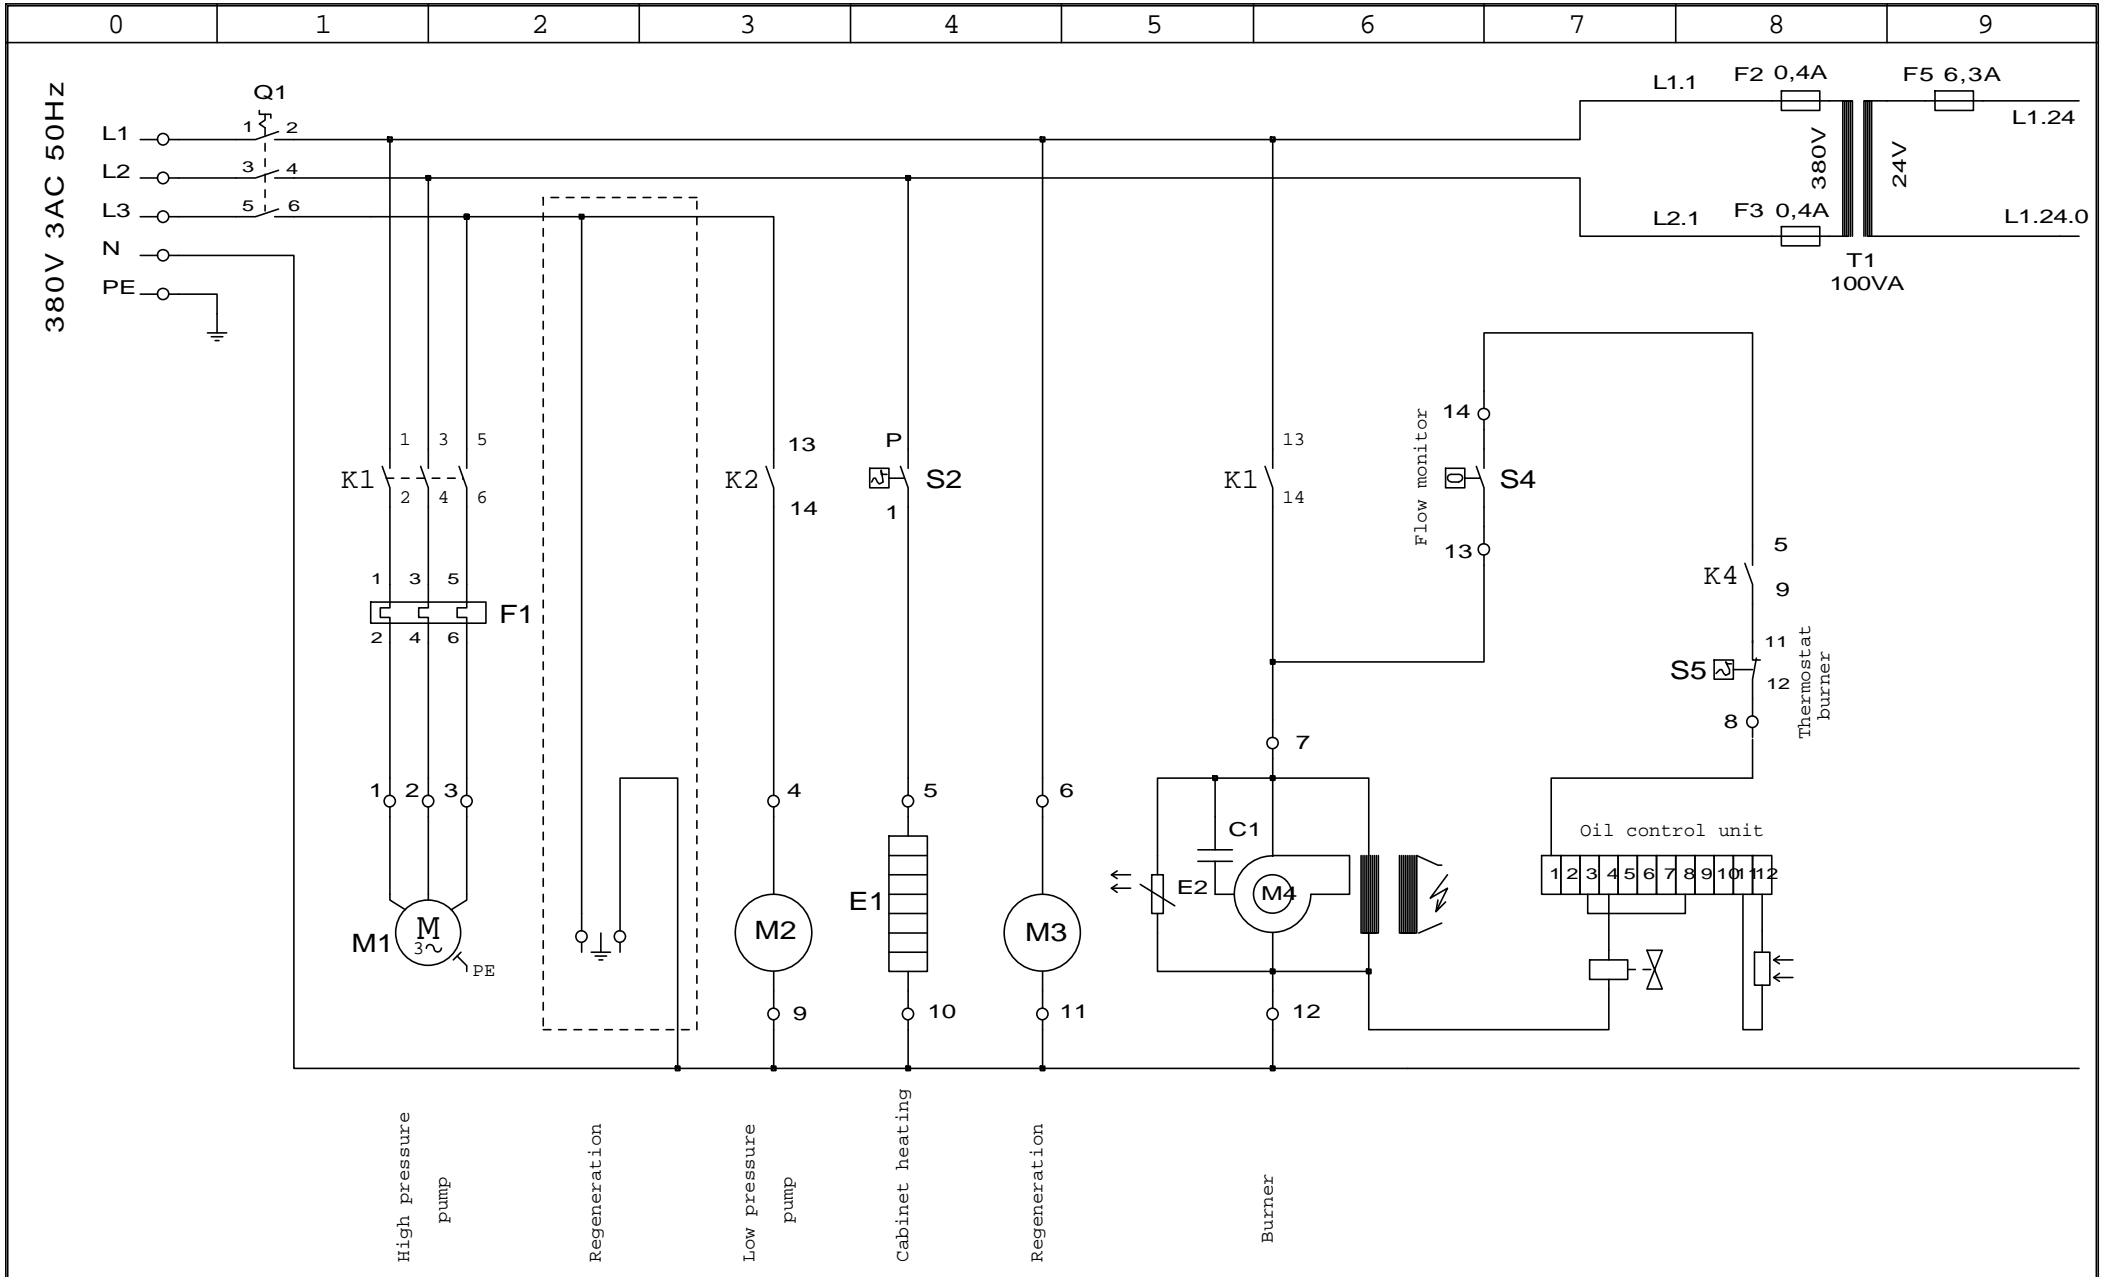 0 1 2 3 4 5 6 7 8 9
380V 3AC 50Hz
Q1
L1 1 2
L2 3 4
L3 5 6
N
PE
L1.1 F2 0,4A F5 6,3A
L1.24
380V 24V
L2.1 F3 0,4A L1.24.0
T1
100VA
K1 1 3 5
2 4 6
1 3 5
F1
2 4 6
1 2 3
M1 M
3~
PE
K2 13
14
4
M2
9
P
S2
1
5
E1
10
6
M3
11
K1 13
14
7
C1
E2 M4
12
Flow monitor
14
S4
13
K4 5
9
11
S5
12
8
Thermostat
burner
Oil control unit
1 2 3 4 5 6 7 8 9 10 11 12
High pressure
pump
Regeneration
Low pressure
pump
Cabinet heating
Regeneration
Burner